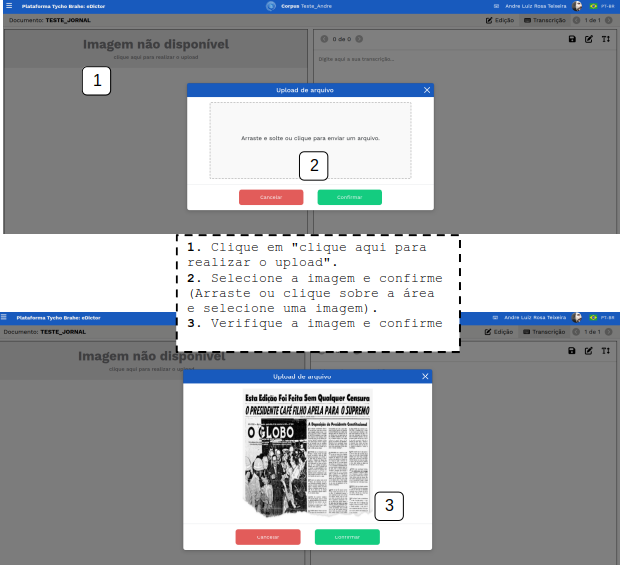 Plataforma Tycho Brahe: eDictor
Corpus Teste_Andre
Andre Luiz Rosa Teixeira
PT-BR
Documento: TESTE_JORNAL
Edição
Transcrição
1 de 1
Imagem não disponível
clique aqui para realizar o upload
0 de 0
Digite aqui a sua transcrição...
1
Upload de arquivo
Arraste e solte ou clique para enviar um arquivo.
2
Cancelar
Confirmar
1. Clique em "clique aqui para
realizar o upload".
2. Selecione a imagem e confirme
(Arraste ou clique sobre a área
e selecione uma imagem).
3. Verifique a imagem e confirme
Plataforma Tycho Brahe: eDictor
Andre Luiz Rosa Teixeira
PT-BR
Documento: TESTE_JORNAL
Edição
Transcrição
1 de 1
Imagem não disponível
clique aqui para realizar o upload
Upload de arquivo
Esta Edição Foi Feita Sem Qualquer Censura
O PRESIDENTE CAFÉ FILHO APELA PARA O SUPREMO
O GLOBO
3
Cancelar
Confirmar